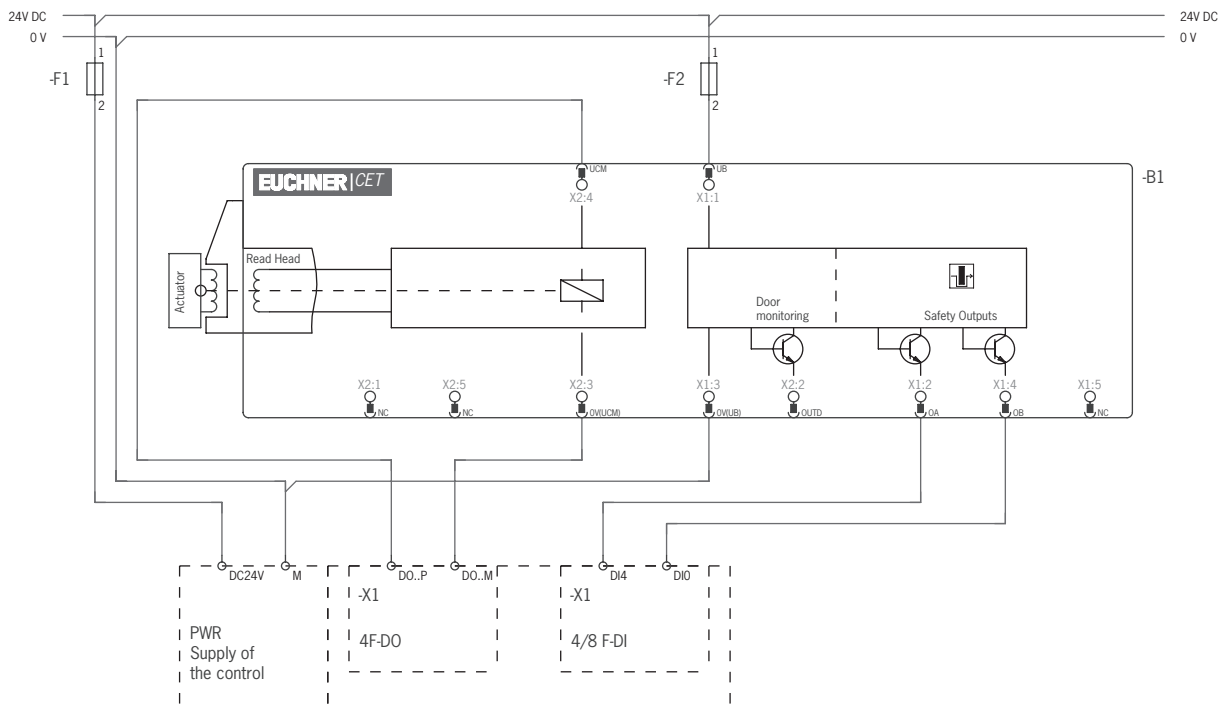 24V DC
24V DC
0 V
0 V
1
1
-F1
-F2
2
2
UCM
UB
EUCHNER CET
-B1
X2:4
X1:1
Read Head
Actuator
Door
monitoring
Safety Outputs
X2:1
X2:5
X2:3
X1:3
X2:2
X1:2
X1:4
X1:5
NC
NC
0V(UCM)
0V(UB)
OUTD
OA
OB
NC
DC24V
M
DO..P
DO..M
DI4
DI0
-X1
-X1
PWR
Supply of
the control
4F-DO
4/8 F-DI